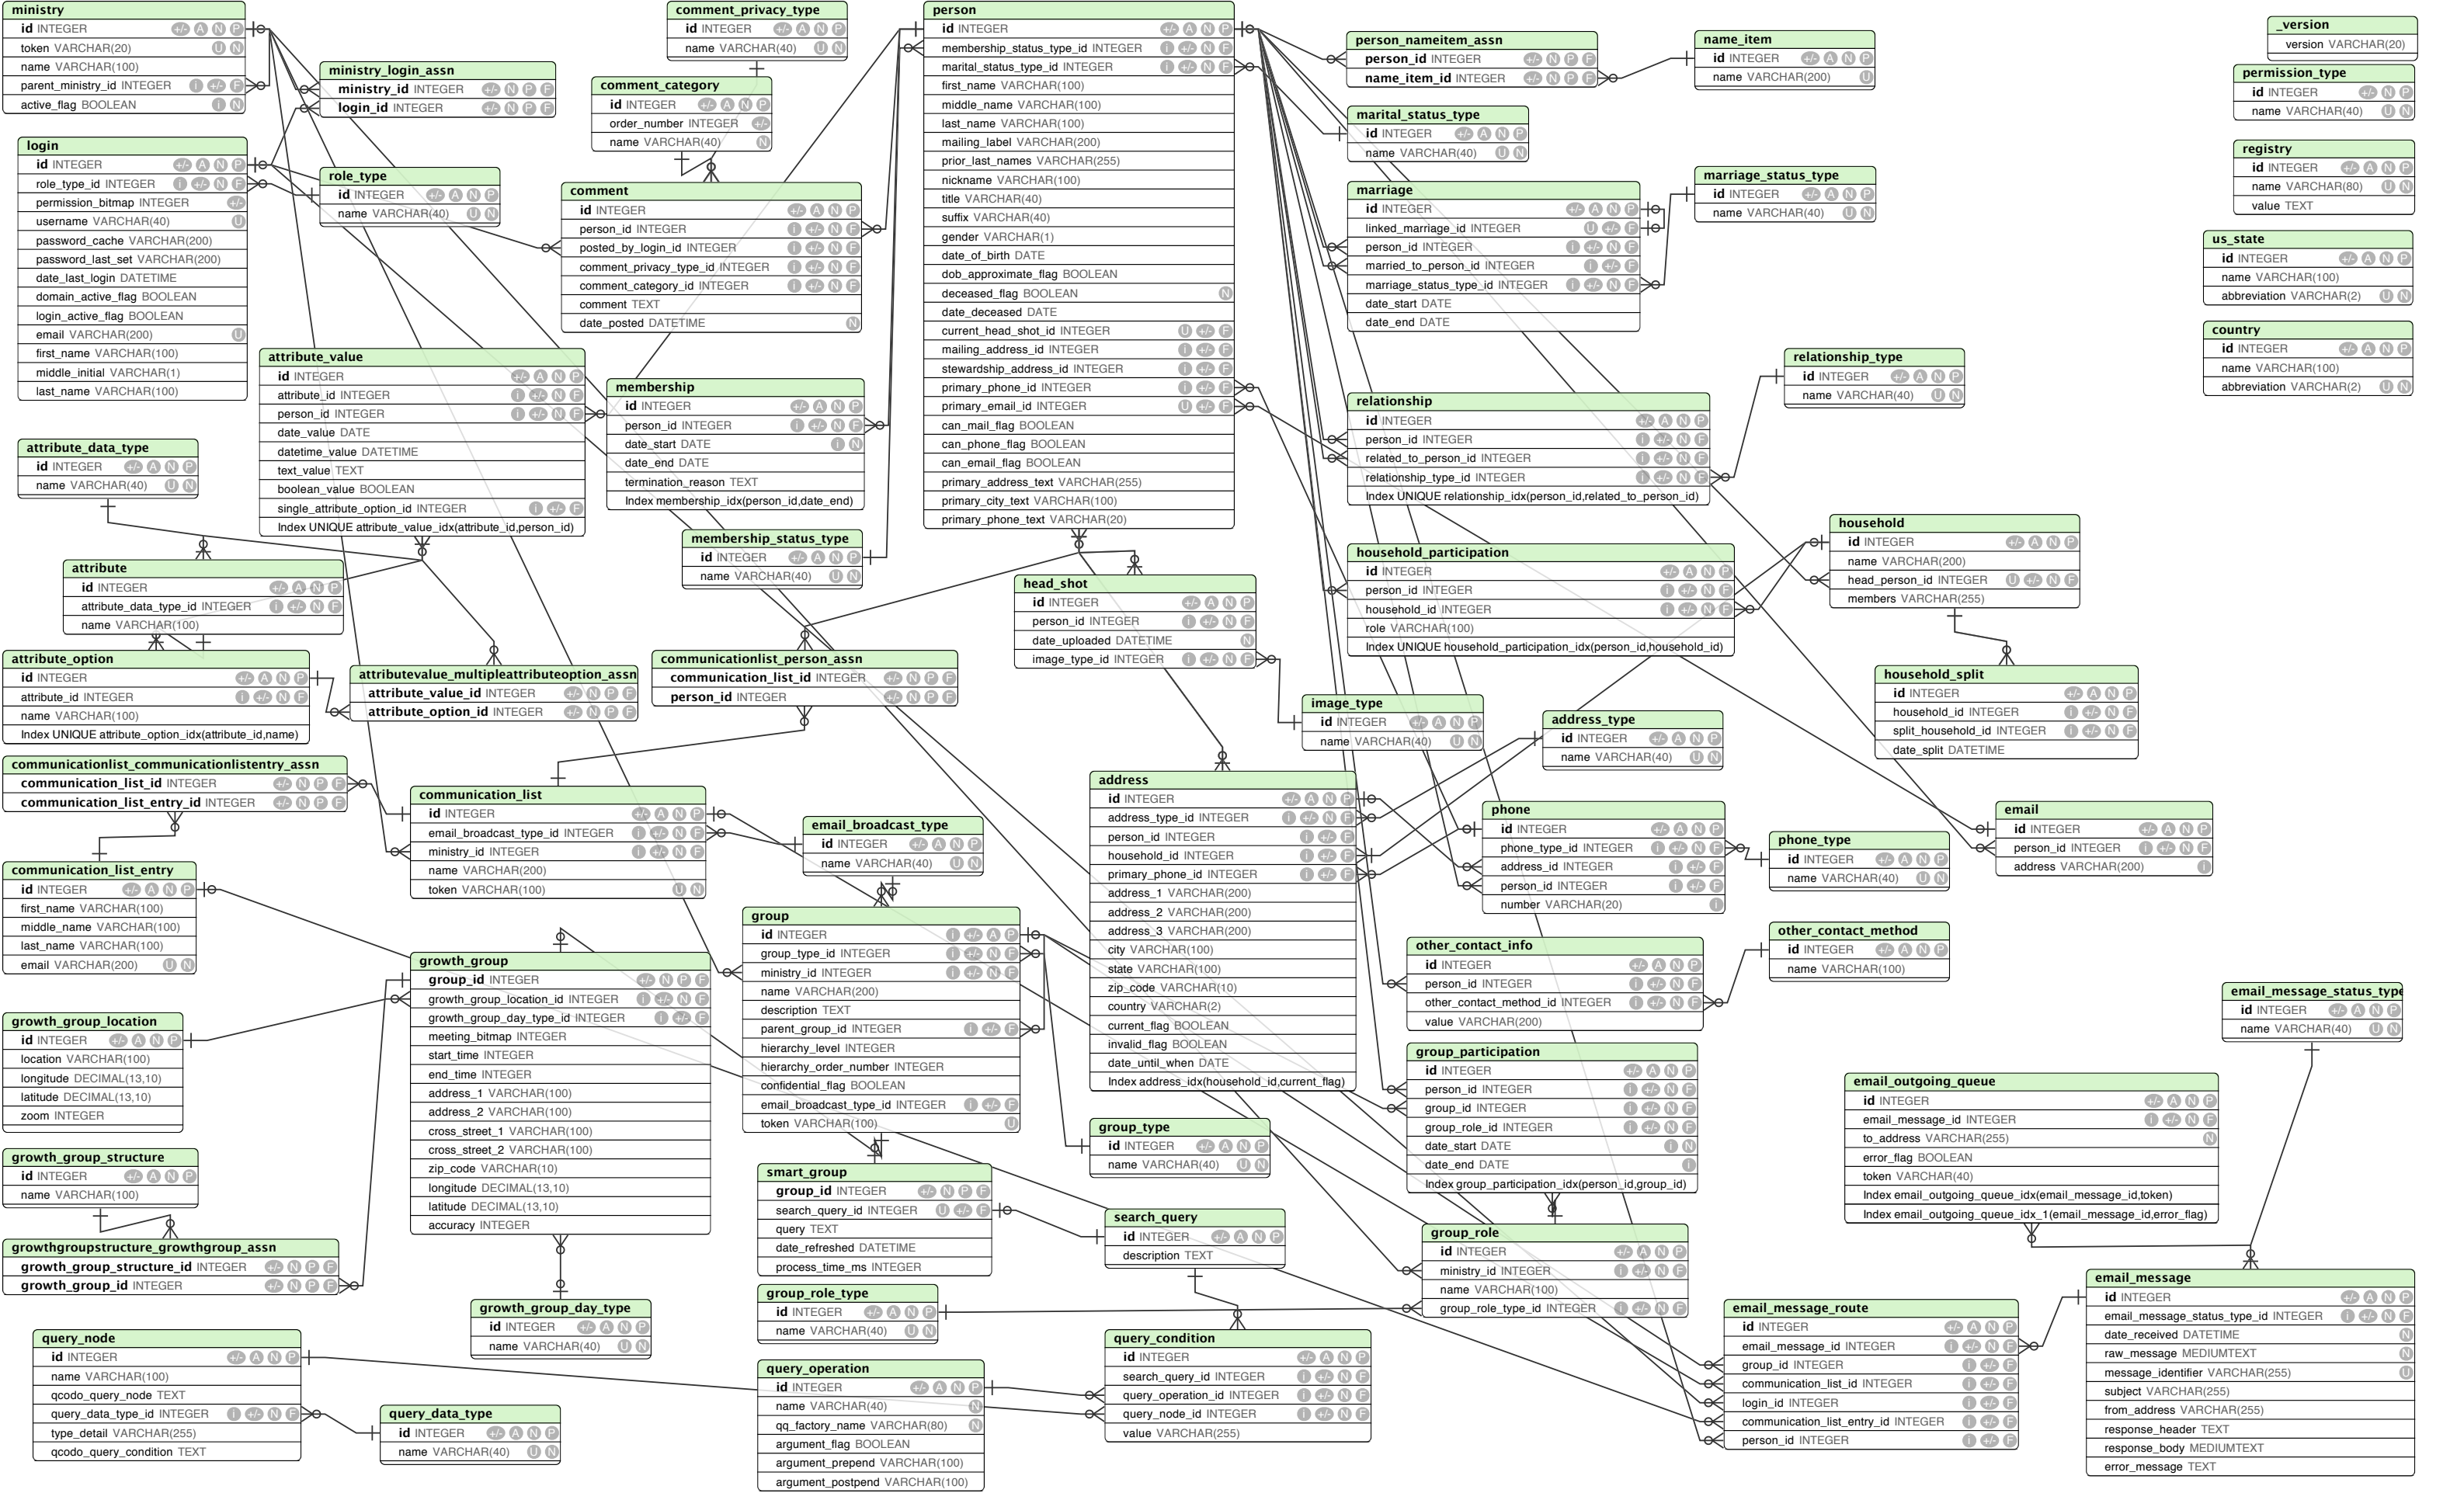 ministry
id INTEGER +/- A N P
token VARCHAR(20) U N
name VARCHAR(100)
parent_ministry_id INTEGER i +/- F
active_flag BOOLEAN i N
ministry_login_assn
ministry_id INTEGER +/- N P F
login_id INTEGER +/- N P F
login
id INTEGER +/- A N P
role_type_id INTEGER i +/- N F
permission_bitmap INTEGER +/-
username VARCHAR(40) U
password_cache VARCHAR(200)
password_last_set VARCHAR(200)
date_last_login DATETIME
domain_active_flag BOOLEAN
login_active_flag BOOLEAN
email VARCHAR(200) U
first_name VARCHAR(100)
middle_initial VARCHAR(1)
last_name VARCHAR(100)
role_type
id INTEGER +/- A N P
name VARCHAR(40) U N
comment_privacy_type
id INTEGER +/- A N P
name VARCHAR(40) U N
comment_category
id INTEGER +/- A N P
order_number INTEGER +/-
name VARCHAR(40) N
comment
id INTEGER +/- A N P
person_id INTEGER i +/- N F
posted_by_login_id INTEGER i +/- N F
comment_privacy_type_id INTEGER i +/- N F
comment_category_id INTEGER i +/- N F
comment TEXT
date_posted DATETIME N
person
id INTEGER +/- A N P
membership_status_type_id INTEGER i +/- N F
marital_status_type_id INTEGER i +/- N F
first_name VARCHAR(100)
middle_name VARCHAR(100)
last_name VARCHAR(100)
mailing_label VARCHAR(200)
prior_last_names VARCHAR(255)
nickname VARCHAR(100)
title VARCHAR(40)
suffix VARCHAR(40)
gender VARCHAR(1)
date_of_birth DATE
dob_approximate_flag BOOLEAN
deceased_flag BOOLEAN N
date_deceased DATE
current_head_shot_id INTEGER U +/- F
mailing_address_id INTEGER i +/- F
stewardship_address_id INTEGER i +/- F
primary_phone_id INTEGER i +/- F
primary_email_id INTEGER U +/- F
can_mail_flag BOOLEAN
can_phone_flag BOOLEAN
can_email_flag BOOLEAN
primary_address_text VARCHAR(255)
primary_city_text VARCHAR(100)
primary_phone_text VARCHAR(20)
person_nameitem_assn
person_id INTEGER +/- N P F
name_item_id INTEGER +/- N P F
name_item
id INTEGER +/- A N P
name VARCHAR(200) U
marital_status_type
id INTEGER +/- A N P
name VARCHAR(40) U N
marriage
id INTEGER +/- A N P
linked_marriage_id INTEGER U +/- F
person_id INTEGER i +/- N F
married_to_person_id INTEGER i +/- F
marriage_status_type_id INTEGER i +/- N F
date_start DATE
date_end DATE
marriage_status_type
id INTEGER +/- A N P
name VARCHAR(40) U N
_version
version VARCHAR(20)
permission_type
id INTEGER +/- N P
name VARCHAR(40) U N
registry
id INTEGER +/- A N P
name VARCHAR(80) U N
value TEXT
us_state
id INTEGER +/- A N P
name VARCHAR(100)
abbreviation VARCHAR(2) U N
country
id INTEGER +/- A N P
name VARCHAR(100)
abbreviation VARCHAR(2) U N
attribute_value
id INTEGER +/- A N P
attribute_id INTEGER i +/- N F
person_id INTEGER i +/- N F
date_value DATE
datetime_value DATETIME
text_value TEXT
boolean_value BOOLEAN
single_attribute_option_id INTEGER i +/- F
Index UNIQUE attribute_value_idx(attribute_id,person_id)
membership
id INTEGER +/- A N P
person_id INTEGER i +/- N F
date_start DATE i N
date_end DATE
termination_reason TEXT
Index membership_idx(person_id,date_end)
membership_status_type
id INTEGER +/- A N P
name VARCHAR(40) U N
relationship_type
id INTEGER +/- A N P
name VARCHAR(40) U N
relationship
id INTEGER +/- A N P
person_id INTEGER i +/- N F
related_to_person_id INTEGER i +/- N F
relationship_type_id INTEGER i +/- N F
Index UNIQUE relationship_idx(person_id,related_to_person_id)
attribute_data_type
id INTEGER +/- A N P
name VARCHAR(40) U N
attribute
id INTEGER +/- A N P
attribute_data_type_id INTEGER i +/- N F
name VARCHAR(100)
attribute_option
id INTEGER +/- A N P
attribute_id INTEGER i +/- N F
name VARCHAR(100)
Index UNIQUE attribute_option_idx(attribute_id,name)
attributevalue_multipleattributeoption_assn
attribute_value_id INTEGER +/- N P F
attribute_option_id INTEGER +/- N P F
communicationlist_person_assn
communication_list_id INTEGER +/- N P F
person_id INTEGER +/- N P F
head_shot
id INTEGER +/- A N P
person_id INTEGER i +/- N F
date_uploaded DATETIME N
image_type_id INTEGER i +/- N F
household_participation
id INTEGER +/- A N P
person_id INTEGER i +/- N F
household_id INTEGER i +/- N F
role VARCHAR(100)
Index UNIQUE household_participation_idx(person_id,household_id)
household
id INTEGER +/- A N P
name VARCHAR(200)
head_person_id INTEGER U +/- N F
members VARCHAR(255)
household_split
id INTEGER +/- A N P
household_id INTEGER i +/- N F
split_household_id INTEGER i +/- N F
date_split DATETIME
image_type
id INTEGER +/- A N P
name VARCHAR(40) U N
address_type
id INTEGER +/- A N P
name VARCHAR(40) U N
communicationlist_communicationlistentry_assn
communication_list_id INTEGER +/- N P F
communication_list_entry_id INTEGER +/- N P F
communication_list
id INTEGER +/- A N P
email_broadcast_type_id INTEGER i +/- N F
ministry_id INTEGER i +/- N F
name VARCHAR(200)
token VARCHAR(100) U N
email_broadcast_type
id INTEGER +/- A N P
name VARCHAR(40) U N
address
id INTEGER +/- A N P
address_type_id INTEGER i +/- N F
person_id INTEGER i +/- F
household_id INTEGER i +/- F
primary_phone_id INTEGER i +/- F
address_1 VARCHAR(200)
address_2 VARCHAR(200)
address_3 VARCHAR(200)
city VARCHAR(100)
state VARCHAR(100)
zip_code VARCHAR(10)
country VARCHAR(2)
current_flag BOOLEAN
invalid_flag BOOLEAN
date_until_when DATE
Index address_idx(household_id,current_flag)
phone
id INTEGER +/- A N P
phone_type_id INTEGER i +/- N F
address_id INTEGER i +/- F
person_id INTEGER i +/- F
number VARCHAR(20) i
phone_type
id INTEGER +/- A N P
name VARCHAR(40) U N
email
id INTEGER +/- A N P
person_id INTEGER i +/- N F
address VARCHAR(200) i
communication_list_entry
id INTEGER +/- A N P
first_name VARCHAR(100)
middle_name VARCHAR(100)
last_name VARCHAR(100)
email VARCHAR(200) U N
growth_group
group_id INTEGER +/- N P F
growth_group_location_id INTEGER i +/- N F
growth_group_day_type_id INTEGER i +/- F
meeting_bitmap INTEGER
start_time INTEGER
end_time INTEGER
address_1 VARCHAR(100)
address_2 VARCHAR(100)
cross_street_1 VARCHAR(100)
cross_street_2 VARCHAR(100)
zip_code VARCHAR(10)
longitude DECIMAL(13,10)
latitude DECIMAL(13,10)
accuracy INTEGER
group
id INTEGER i +/- A P
group_type_id INTEGER i +/- N F
ministry_id INTEGER i +/- N F
name VARCHAR(200)
description TEXT
parent_group_id INTEGER i +/- F
hierarchy_level INTEGER
hierarchy_order_number INTEGER
confidential_flag BOOLEAN
email_broadcast_type_id INTEGER i +/- F
token VARCHAR(100) U
other_contact_info
id INTEGER +/- A N P
person_id INTEGER i +/- N F
other_contact_method_id INTEGER i +/- N F
value VARCHAR(200)
other_contact_method
id INTEGER +/- A N P
name VARCHAR(100)
email_message_status_type
id INTEGER +/- A N P
name VARCHAR(40) U N
growth_group_location
id INTEGER +/- A N P
location VARCHAR(100)
longitude DECIMAL(13,10)
latitude DECIMAL(13,10)
zoom INTEGER
group_participation
id INTEGER +/- A N P
person_id INTEGER i +/- N F
group_id INTEGER i +/- N F
group_role_id INTEGER i +/- N F
date_start DATE i N
date_end DATE i
Index group_participation_idx(person_id,group_id)
email_outgoing_queue
id INTEGER +/- A N P
email_message_id INTEGER i +/- N F
to_address VARCHAR(255) N
error_flag BOOLEAN
token VARCHAR(40)
Index email_outgoing_queue_idx(email_message_id,token)
Index email_outgoing_queue_idx_1(email_message_id,error_flag)
group_type
id INTEGER +/- A N P
name VARCHAR(40) U N
growth_group_structure
id INTEGER +/- A N P
name VARCHAR(100)
smart_group
group_id INTEGER +/- N P F
search_query_id INTEGER U +/- F
query TEXT
date_refreshed DATETIME
process_time_ms INTEGER
search_query
id INTEGER +/- A N P
description TEXT
group_role
id INTEGER +/- A N P
ministry_id INTEGER i +/- N F
name VARCHAR(100)
group_role_type_id INTEGER i +/- N F
growthgroupstructure_growthgroup_assn
growth_group_structure_id INTEGER +/- N P F
growth_group_id INTEGER +/- N P F
group_role_type
id INTEGER +/- A N P
name VARCHAR(40) U N
growth_group_day_type
id INTEGER +/- A N P
name VARCHAR(40) U N
email_message
id INTEGER +/- A N P
email_message_status_type_id INTEGER i +/- N F
date_received DATETIME N
raw_message MEDIUMTEXT N
message_identifier VARCHAR(255) U
subject VARCHAR(255)
from_address VARCHAR(255)
response_header TEXT
response_body MEDIUMTEXT
error_message TEXT
email_message_route
id INTEGER +/- A N P
email_message_id INTEGER i +/- N F
group_id INTEGER i +/- F
communication_list_id INTEGER i +/- F
login_id INTEGER i +/- F
communication_list_entry_id INTEGER i +/- F
person_id INTEGER i +/- F
query_node
id INTEGER +/- A N P
name VARCHAR(100)
qcodo_query_node TEXT
query_data_type_id INTEGER i +/- N F
type_detail VARCHAR(255)
qcodo_query_condition TEXT
query_data_type
id INTEGER +/- A N P
name VARCHAR(40) U N
query_operation
id INTEGER +/- A N P
name VARCHAR(40) N
qq_factory_name VARCHAR(80) N
argument_flag BOOLEAN
argument_prepend VARCHAR(100)
argument_postpend VARCHAR(100)
query_condition
id INTEGER +/- A N P
search_query_id INTEGER i +/- N F
query_operation_id INTEGER i +/- N F
query_node_id INTEGER i +/- N F
value VARCHAR(255)